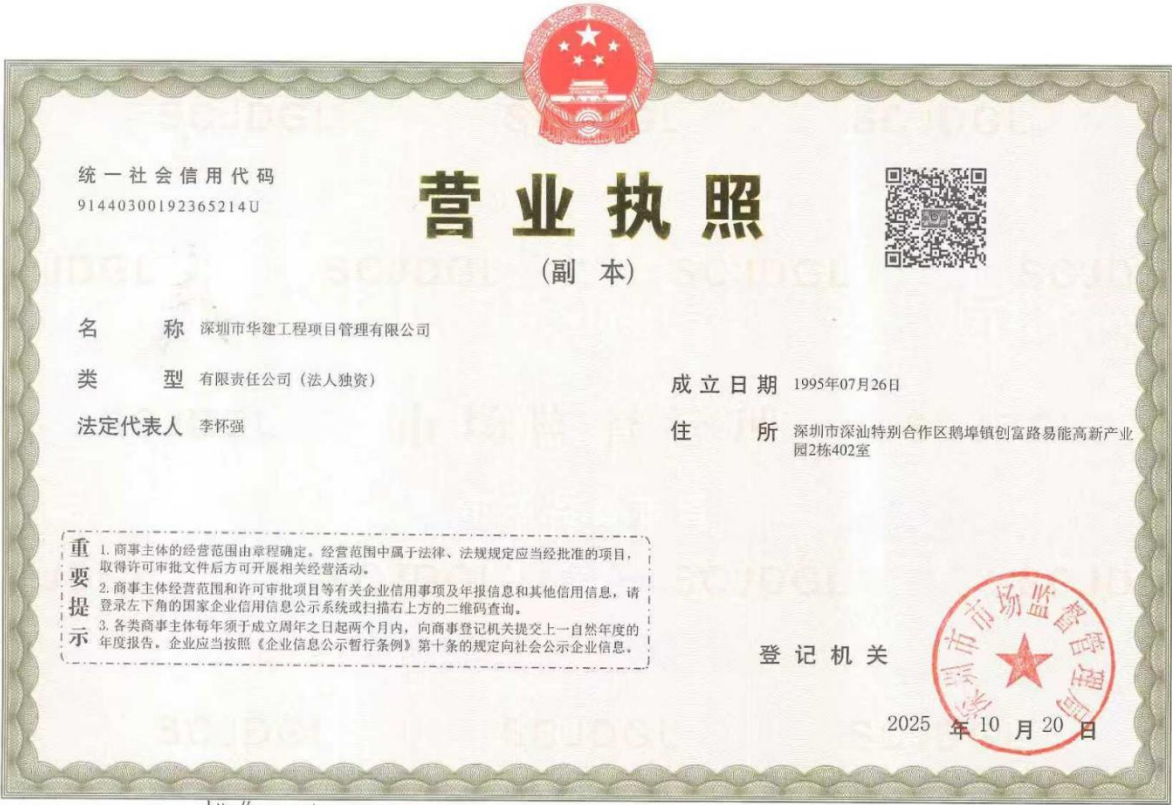 统一社会信用代码
91440300192365214U
营业执照
(副 本)
名 称 深圳市华建工程项目管理有限公司
类 型 有限责任公司（法人独资）
法定代表人 李怀强
成立日期 1995年07月26日
住 所 深圳市深汕特别合作区鹅埠镇创富路易能高新产业
园2栋402室
重要提示
1. 商事主体的经营范围由章程确定。经营范围中属于法律、法规规定应当经批准的项目，
取得许可审批文件后方可开展相关经营活动。
2. 商事主体经营范围和许可审批项目等有关企业信用事项及年报信息和其他信用信息，请
登录左下角的国家企业信用信息公示系统或扫描右上方的二维码查询。
3. 各类商事主体每年须于成立周年之日起两个月内，向商事登记机关提交上一自然年度的
年度报告。企业应当按照《企业信息公示暂行条例》第十条的规定向社会公示企业信息。
登记机关
深圳市市场监督管理局
2025 年 10 月 20 日